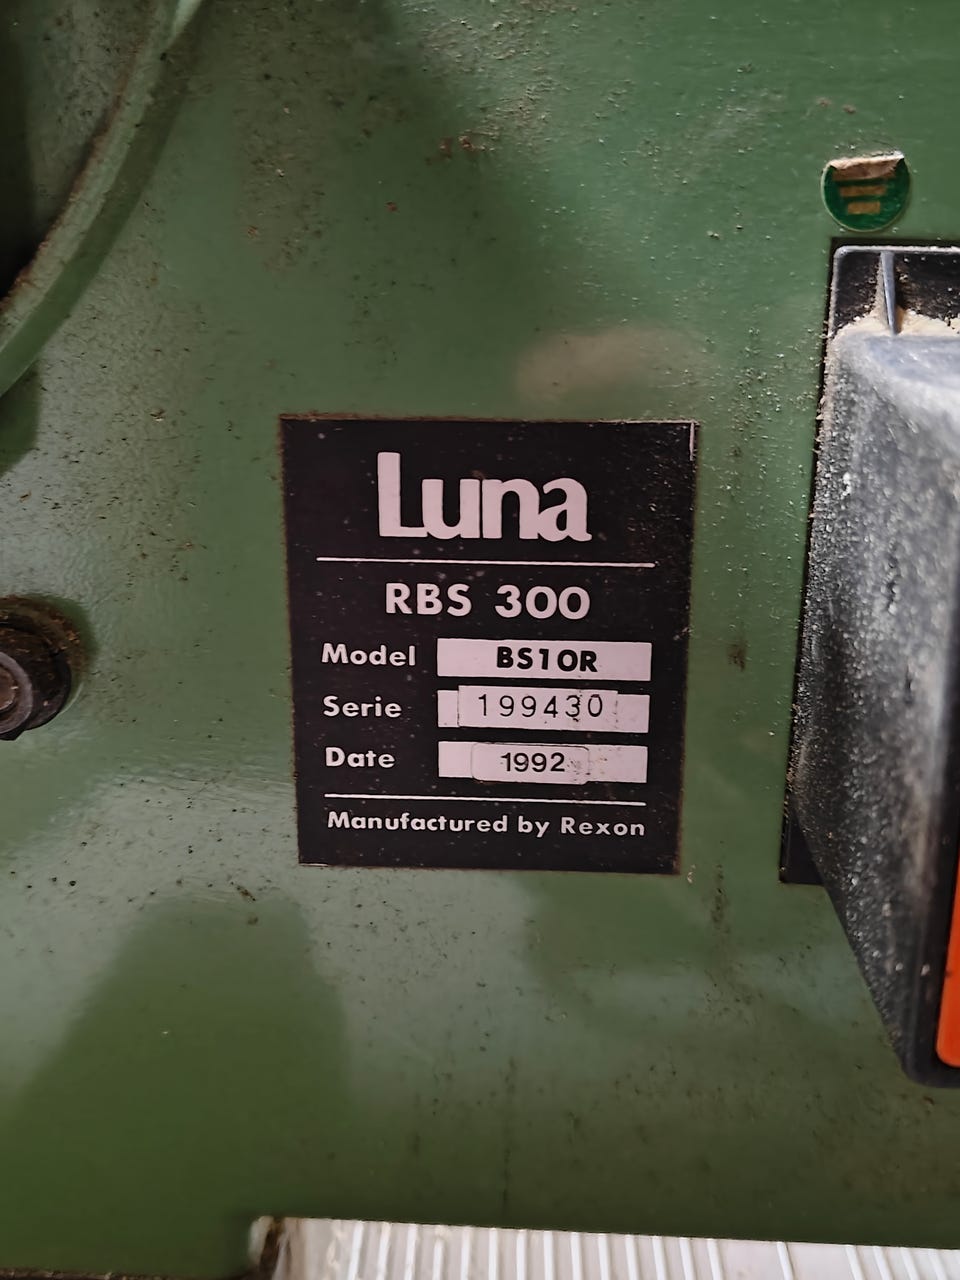 Luna
RBS 300
Model BS10R
Serie 199430
Date 1992
Manufactured by Rexon